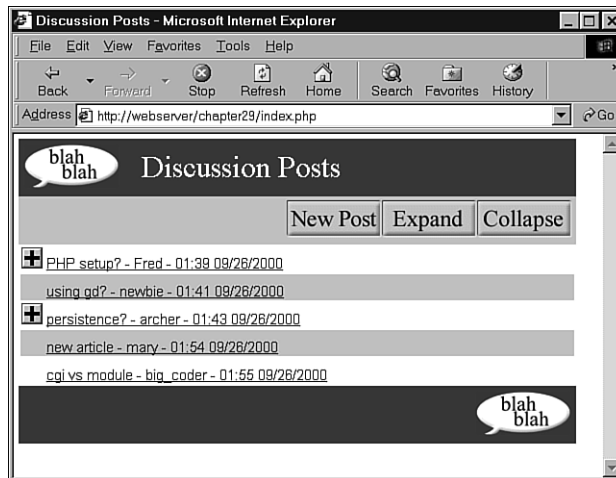 Discussion Posts - Microsoft Internet Explorer
File Edit View Favorites Tools Help
Back Forward Stop Refresh Home Search Favorites History
Address http://webserver/chapter29/index.php Go
blah
blah
Discussion Posts
New Post Expand Collapse
PHP setup? - Fred - 01:39 09/26/2000
using gd? - newbie - 01:41 09/26/2000
persistence? - archer - 01:43 09/26/2000
new article - mary - 01:54 09/26/2000
cgi vs module - big_coder - 01:55 09/26/2000
blah
blah